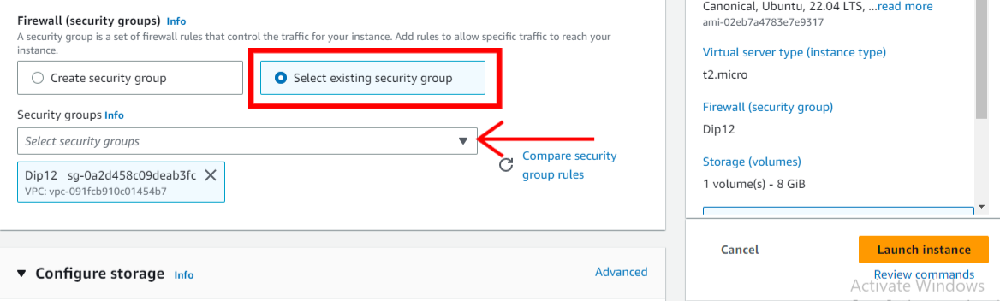 Firewall (security groups) Info
A security group is a set of firewall rules that control the traffic for your instance. Add rules to allow specific traffic to reach your
instance.
Create security group
Select existing security group
Security groups Info
Select security groups
Compare security
group rules
Dip12 sg-0a2d458c09deab3fc
VPC: vpc-091fcb910c01454b7
Configure storage Info
Advanced
Canonical, Ubuntu, 22.04 LTS, ...read more
ami-02eb7a4783e7e9317
Virtual server type (instance type)
t2.micro
Firewall (security group)
Dip12
Storage (volumes)
1 volume(s) - 8 GiB
Cancel
Launch instance
Review commands
Activate Windows